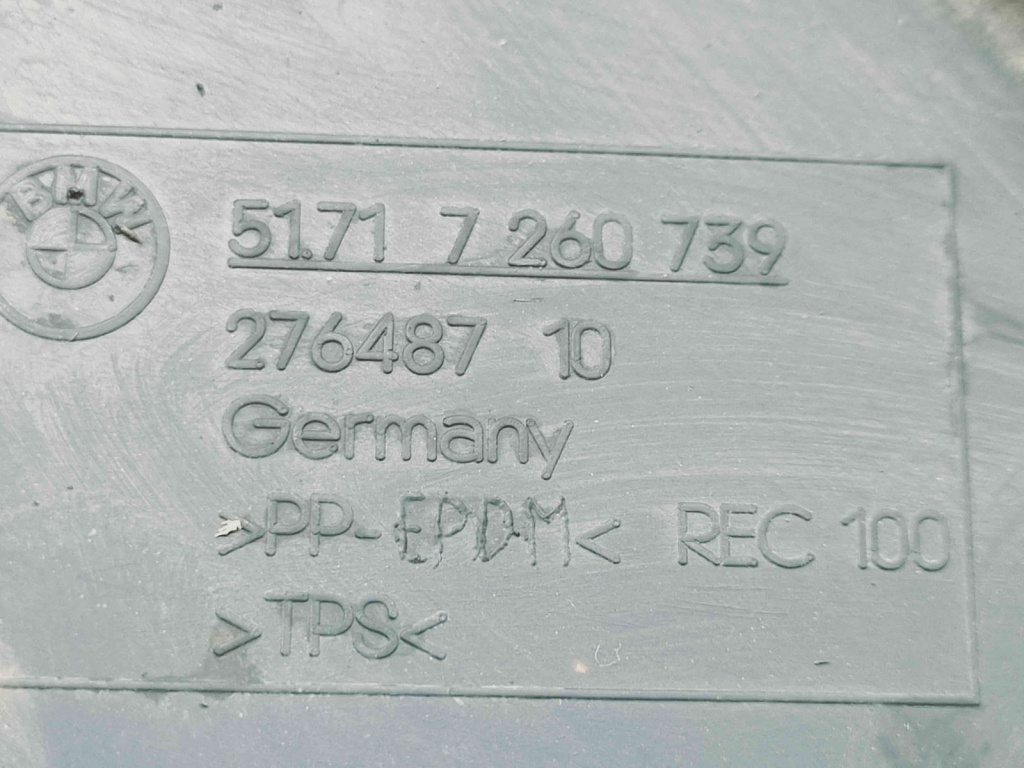 BMW
51.71 7 260 739
276487 10
Germany
>PP-EPDM< REC 100
>TPS<